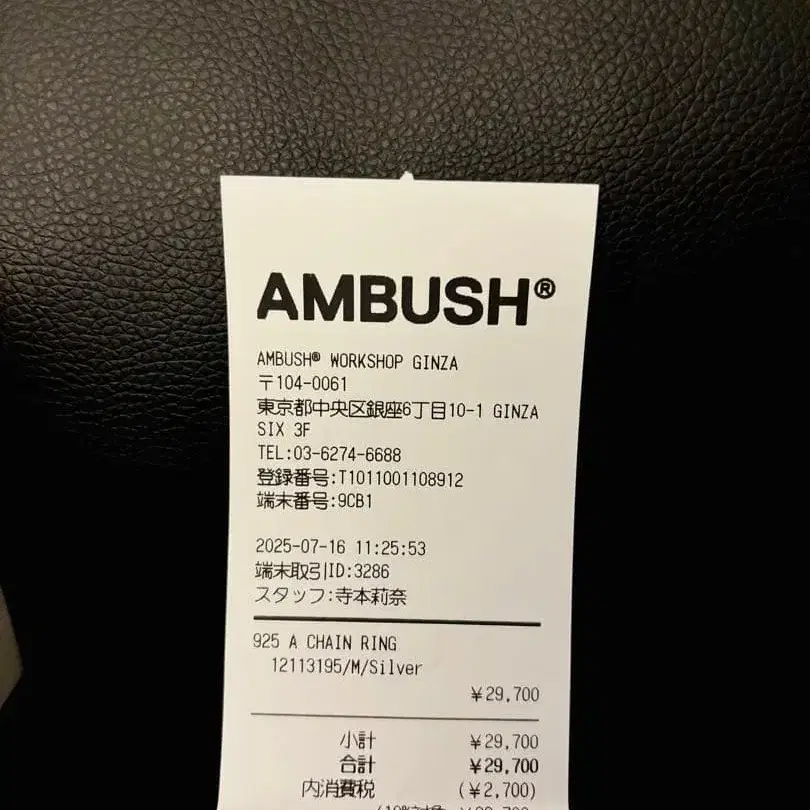 AMBUSH®
AMBUSH® WORKSHOP GINZA
〒104-0061
東京都中央区銀座6丁目10-1 GINZA
SIX 3F
TEL:03-6274-6688
登録番号:T1011001108912
端末番号:9CB1
2025-07-16 11:25:53
端末取引ID:3286
スタッフ:寺本莉奈
925 A CHAIN RING
12113195/M/Silver
¥29,700
小計 ¥29,700
合計 ¥29,700
内消費税 (¥2,700)